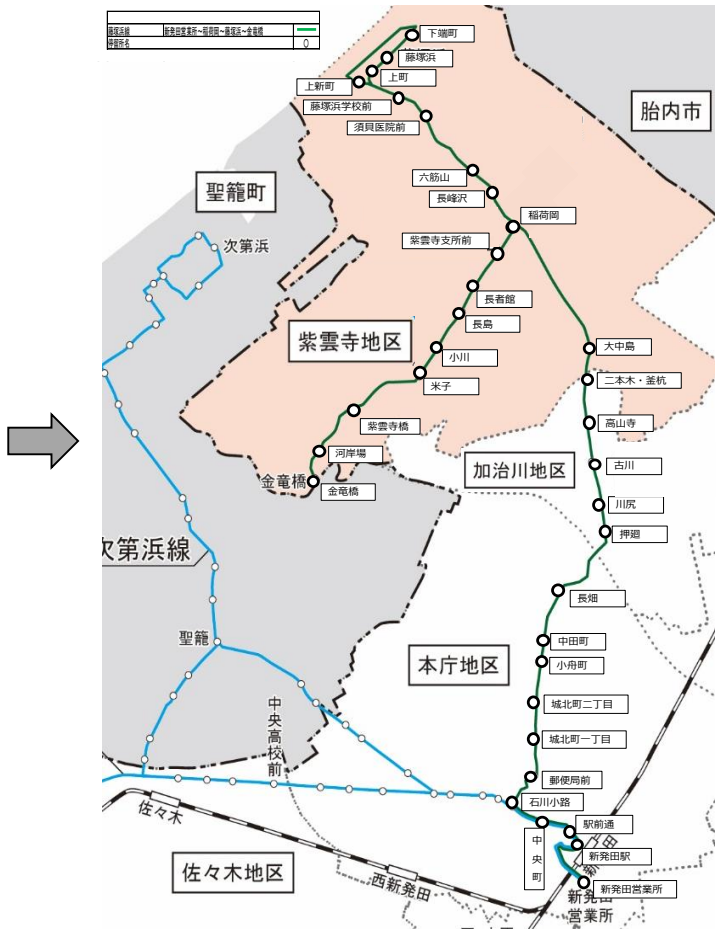 藤塚浜線 新発田営業所~稲荷岡~藤塚浜~金竜橋
停留所名
下端町
藤塚浜
上町
上新町
藤塚浜学校前
須貝医院前
胎内市
六筋山
長峰沢
聖籠町
稲荷岡
次第浜
紫雲寺支所前
長者館
長島
紫雲寺地区
小川
大中島
米子
二本木・釜杭
紫雲寺橋
高山寺
河岸場
古川
加治川地区
金竜橋
金竜橋
川尻
押廻
次第浜線
長畑
聖籠
中田町
小舟町
本庁地区
中央高校前
城北町二丁目
城北町一丁目
郵便局前
石川小路
佐々木
駅前通
中央町
新発田駅
佐々木地区
西新発田
新発田営業所
新発田
営業所